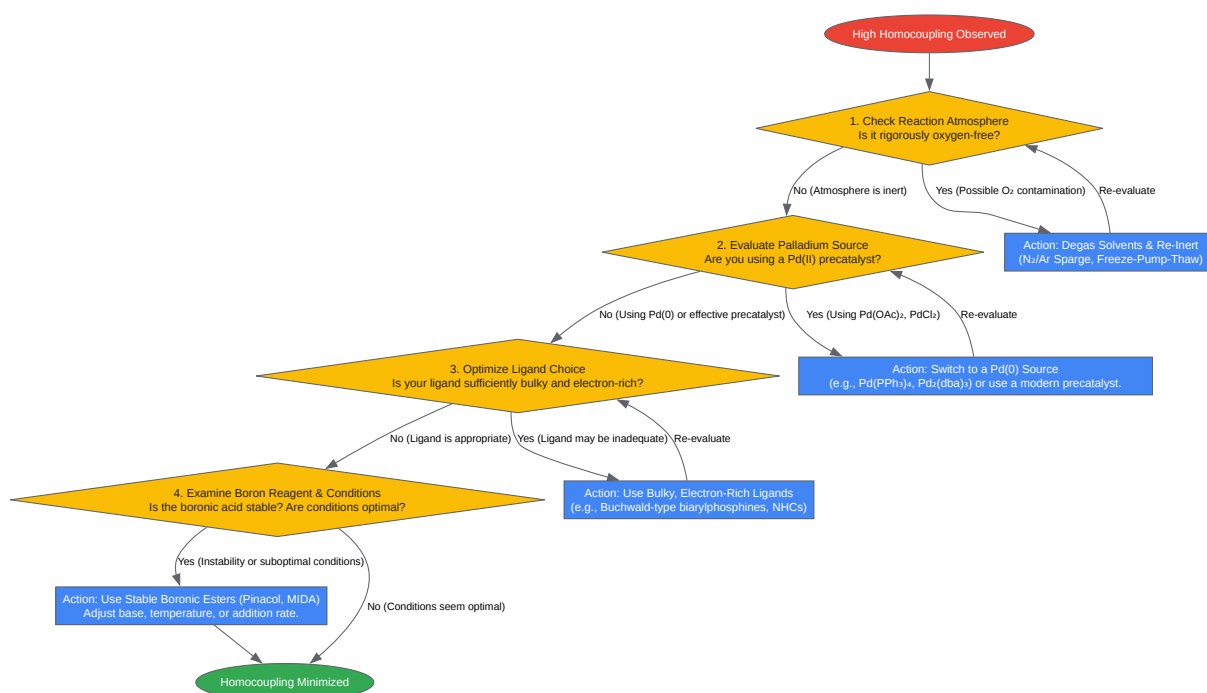 High Homocoupling Observed
1. Check Reaction Atmosphere
Is it rigorously oxygen-free?
No (Atmosphere is inert)
Yes (Possible O₂ contamination)
Re-evaluate
Action: Degas Solvents & Re-Inert
(N₂/Ar Sparge, Freeze-Pump-Thaw)
2. Evaluate Palladium Source
Are you using a Pd(II) precatalyst?
No (Using Pd(0) or effective precatalyst)
Yes (Using Pd(OAc)₂, PdCl₂)
Re-evaluate
Action: Switch to a Pd(0) Source
(e.g., Pd(PPh₃)₄, Pd₂(dba)₃) or use a modern precatalyst.
3. Optimize Ligand Choice
Is your ligand sufficiently bulky and electron-rich?
No (Ligand is appropriate)
Yes (Ligand may be inadequate)
Re-evaluate
Action: Use Bulky, Electron-Rich Ligands
(e.g., Buchwald-type biarylphosphines, NHCs)
4. Examine Boron Reagent & Conditions
Is the boronic acid stable? Are conditions optimal?
Yes (Instability or suboptimal conditions)
No (Conditions seem optimal)
Action: Use Stable Boronic Esters (Pinacol, MIDA)
Adjust base, temperature, or addition rate.
Homocoupling Minimized